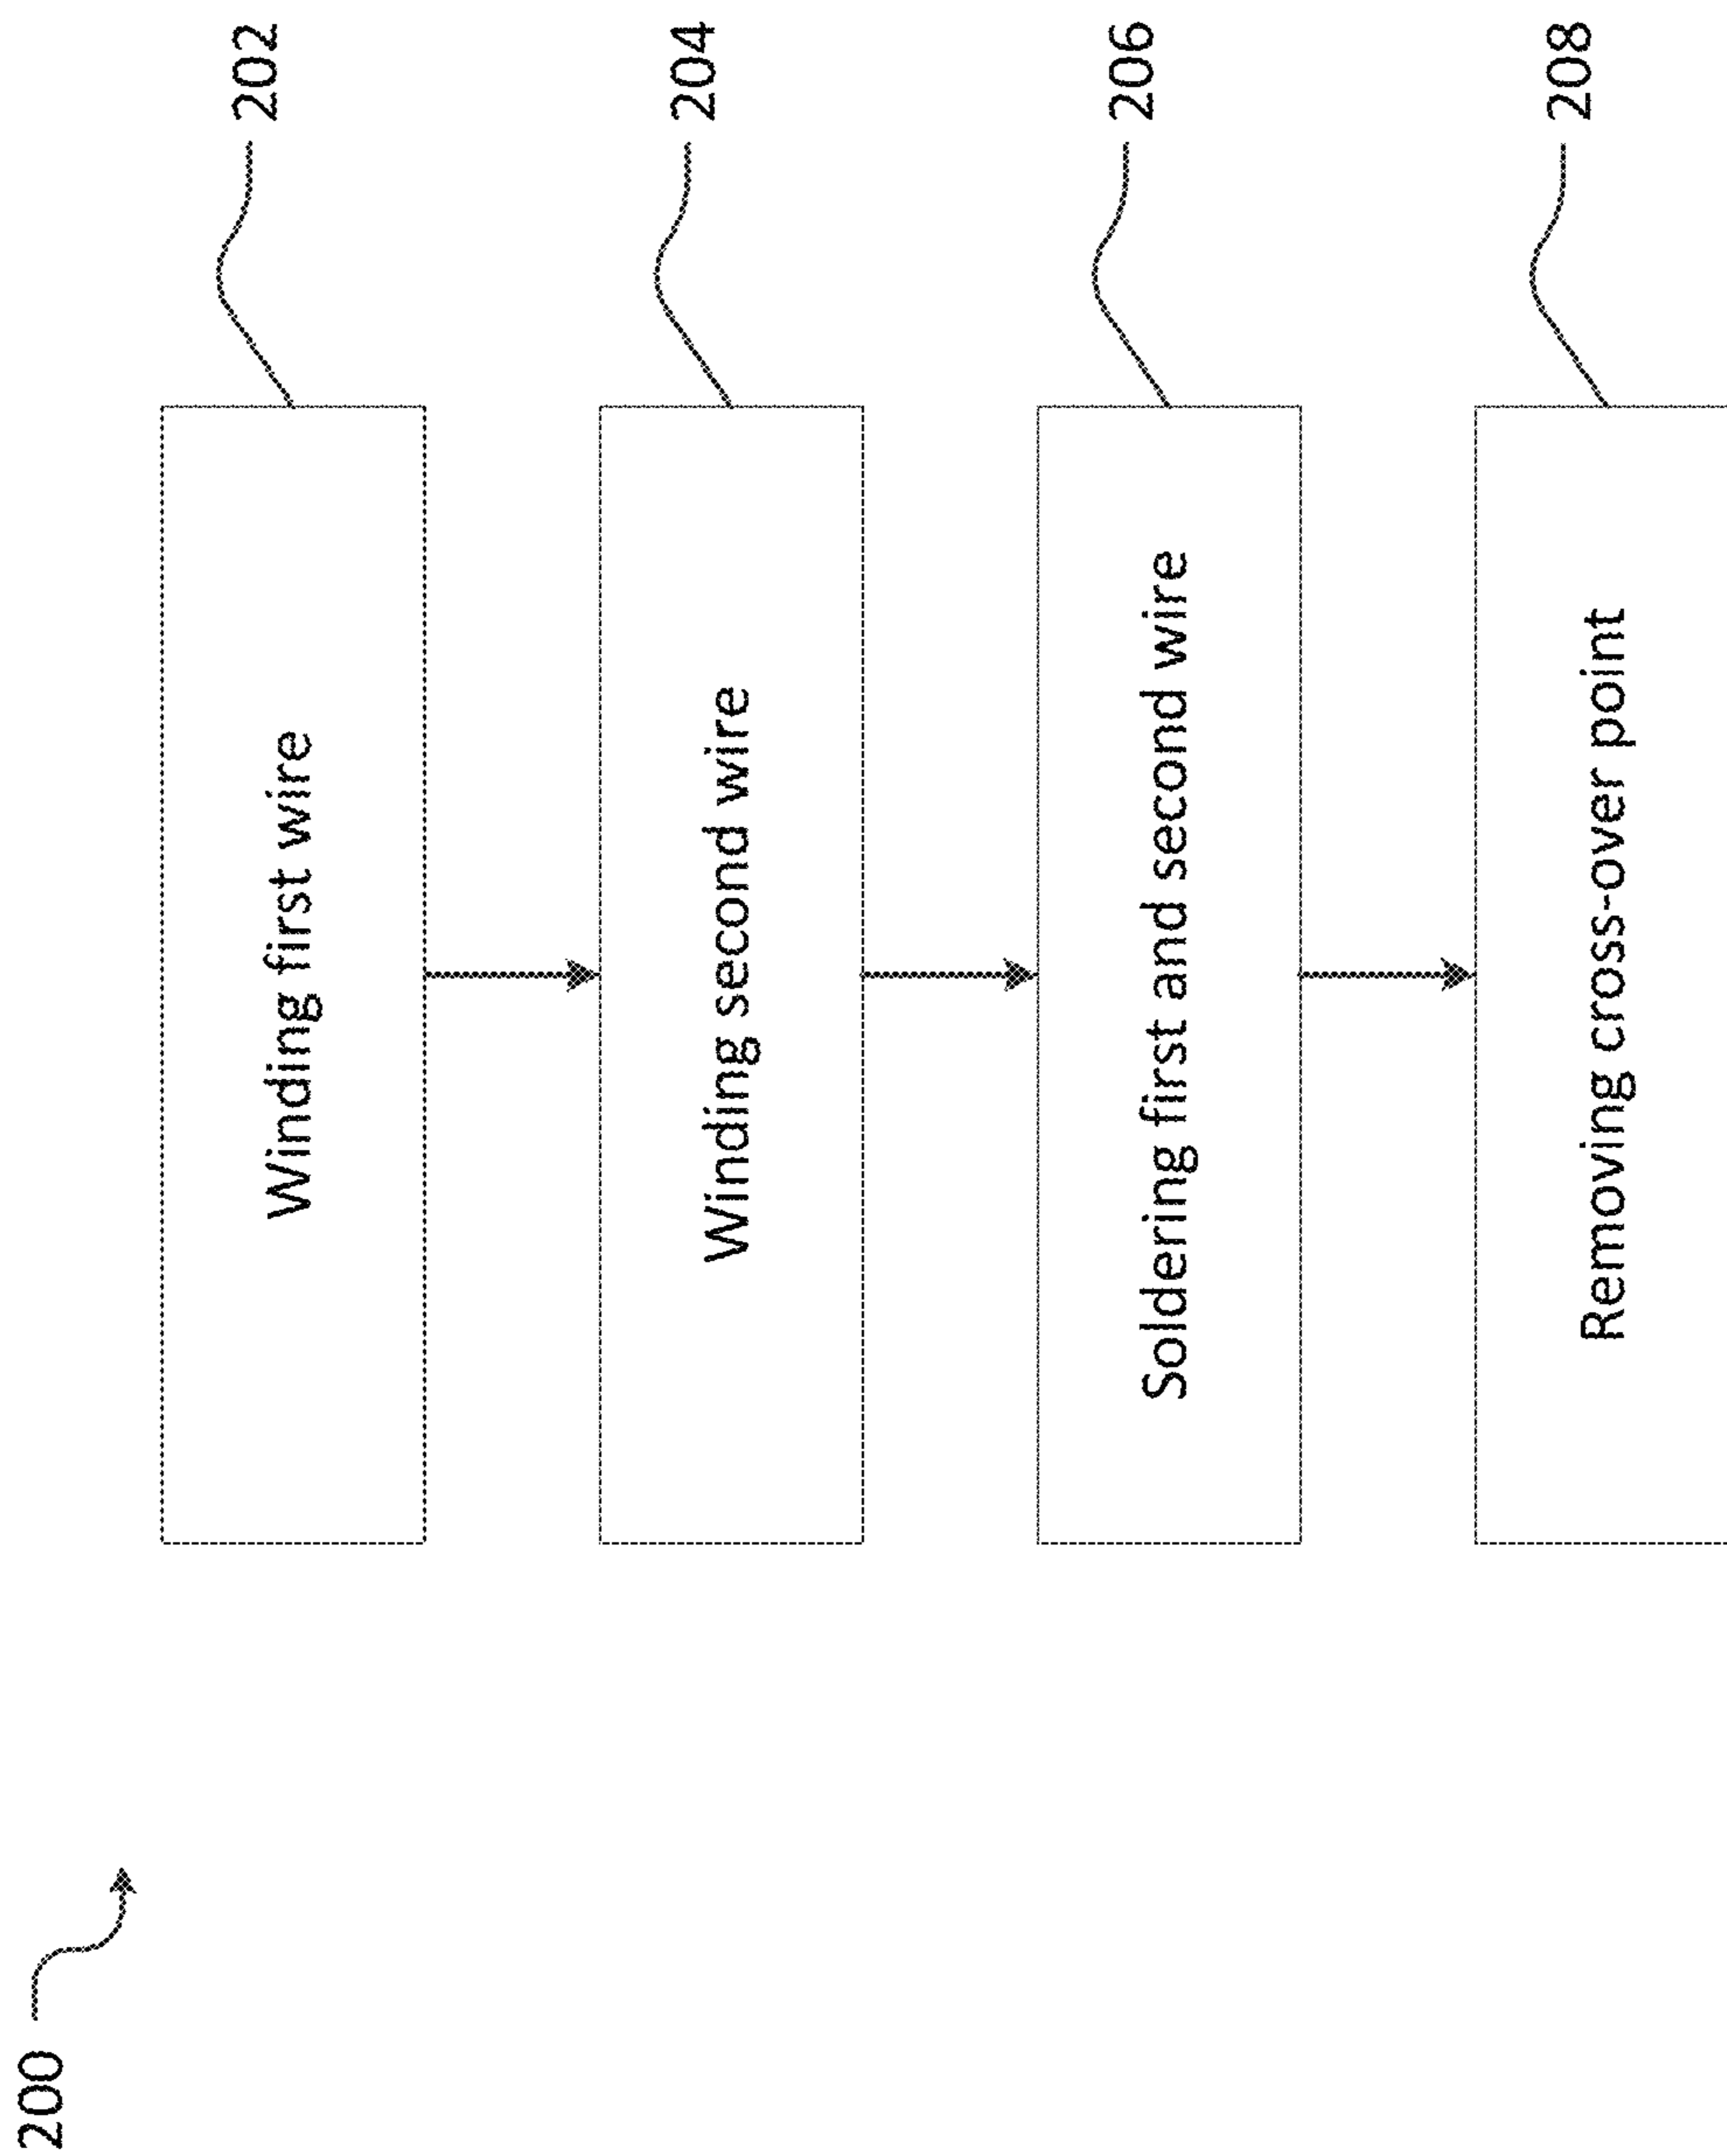 200
Winding first wire
202
Winding second wire
204
Soldering first and second wire
206
Removing cross-over point
208